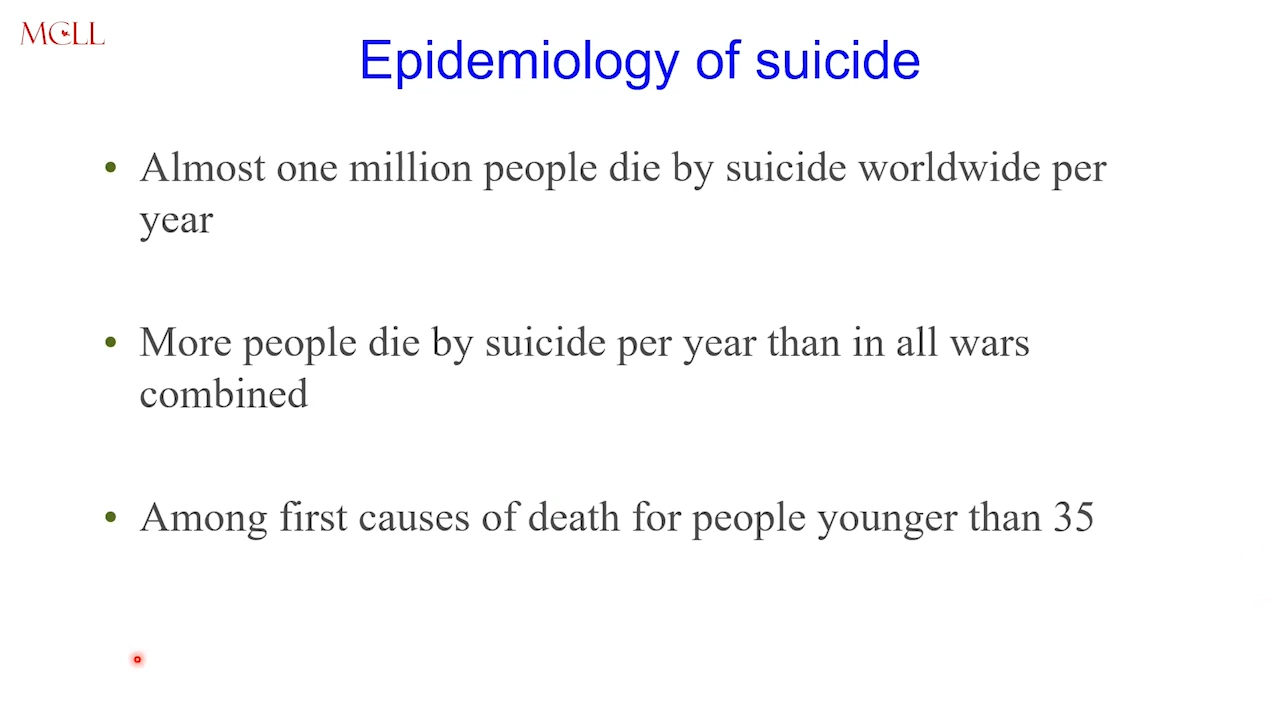 MCLL
Epidemiology of suicide
• Almost one million people die by suicide worldwide per
year
• More people die by suicide per year than in all wars
combined
• Among first causes of death for people younger than 35